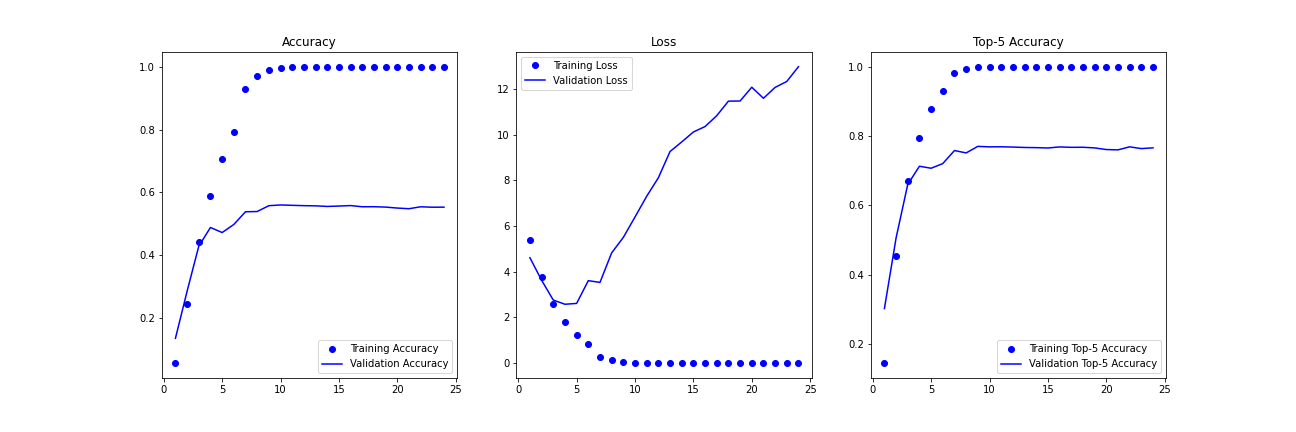 Accuracy
1.0
0.8
0.6
0.4
0.2
Training Accuracy
Validation Accuracy
0 5 10 15 20 25
Loss
Training Loss
Validation Loss
12
10
8
6
4
2
0
0 5 10 15 20 25
Top-5 Accuracy
1.0
0.8
0.6
0.4
0.2
Training Top-5 Accuracy
Validation Top-5 Accuracy
0 5 10 15 20 25